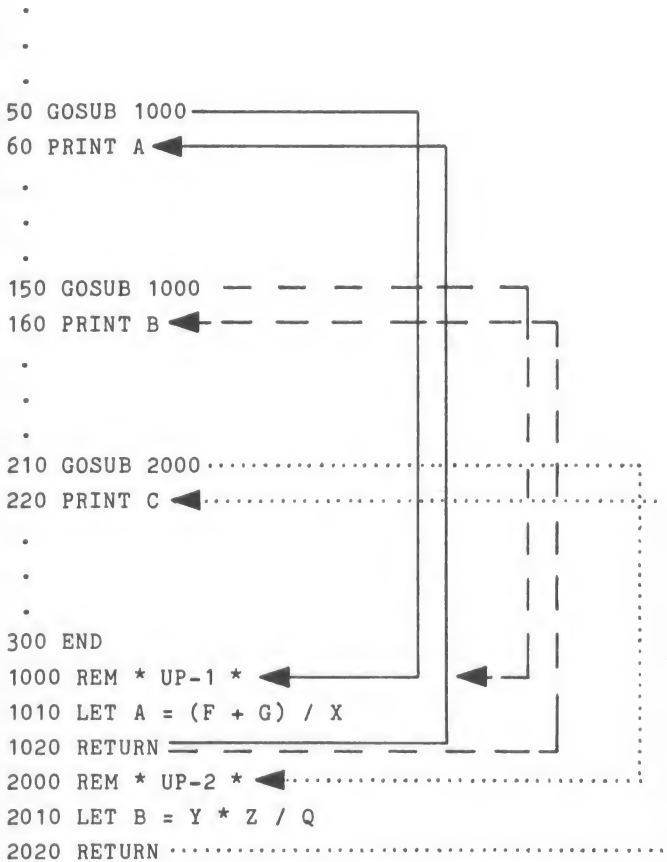 50 GOSUB 1000
60 PRINT A
150 GOSUB 1000
160 PRINT B
210 GOSUB 2000
220 PRINT C
300 END
1000 REM * UP-1 *
1010 LET A = (F + G) / X
1020 RETURN
2000 REM * UP-2 *
2010 LET B = Y * Z / Q
2020 RETURN